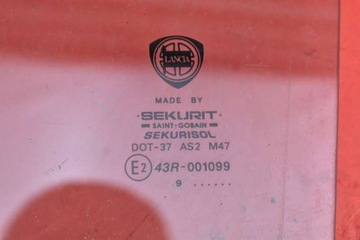 LANCIA
MADE BY
SEKURIT
SAINT-GOBAIN
SEKURISOL
DOT-37 AS2 M47
E2 43R-001099
9 ......